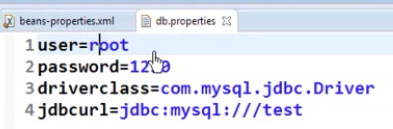 beans-properties.xml db.properties
1 user=root
2 password=
3 driverclass=com.mysql.jdbc.Driver
4 jdbcurl=jdbc:mysql:///test